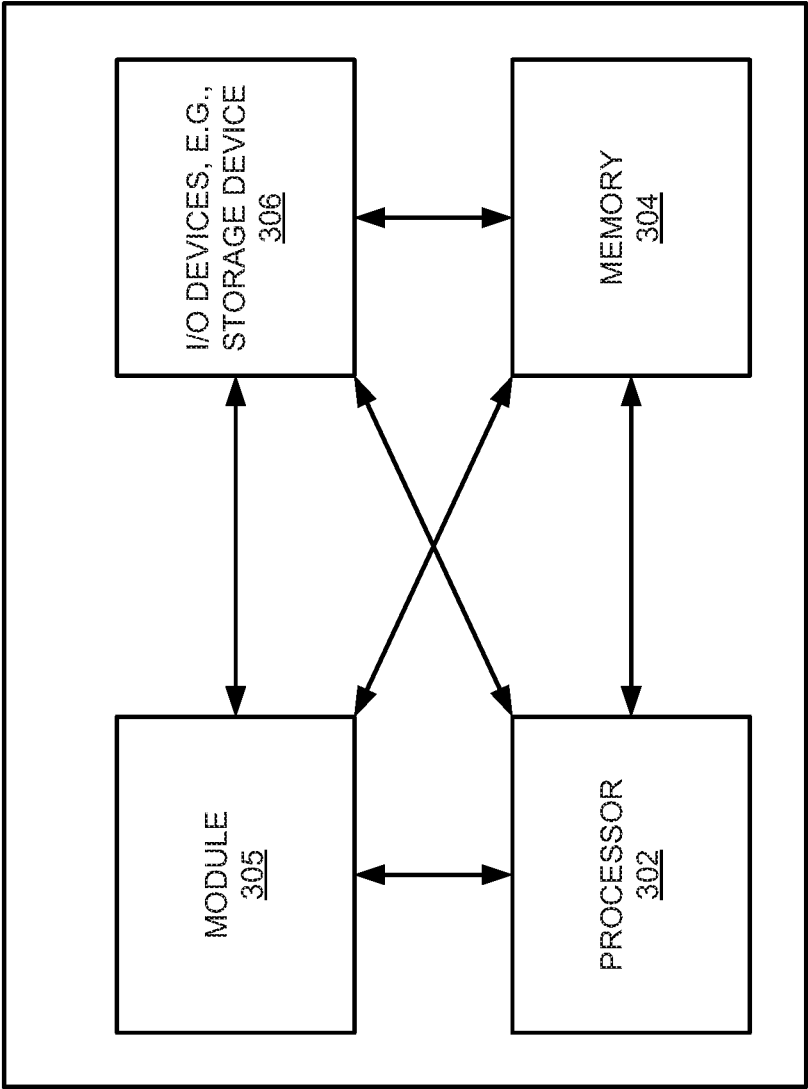 MODULE
305
I/O DEVICES, E.G.,
STORAGE DEVICE
306
PROCESSOR
302
MEMORY
304